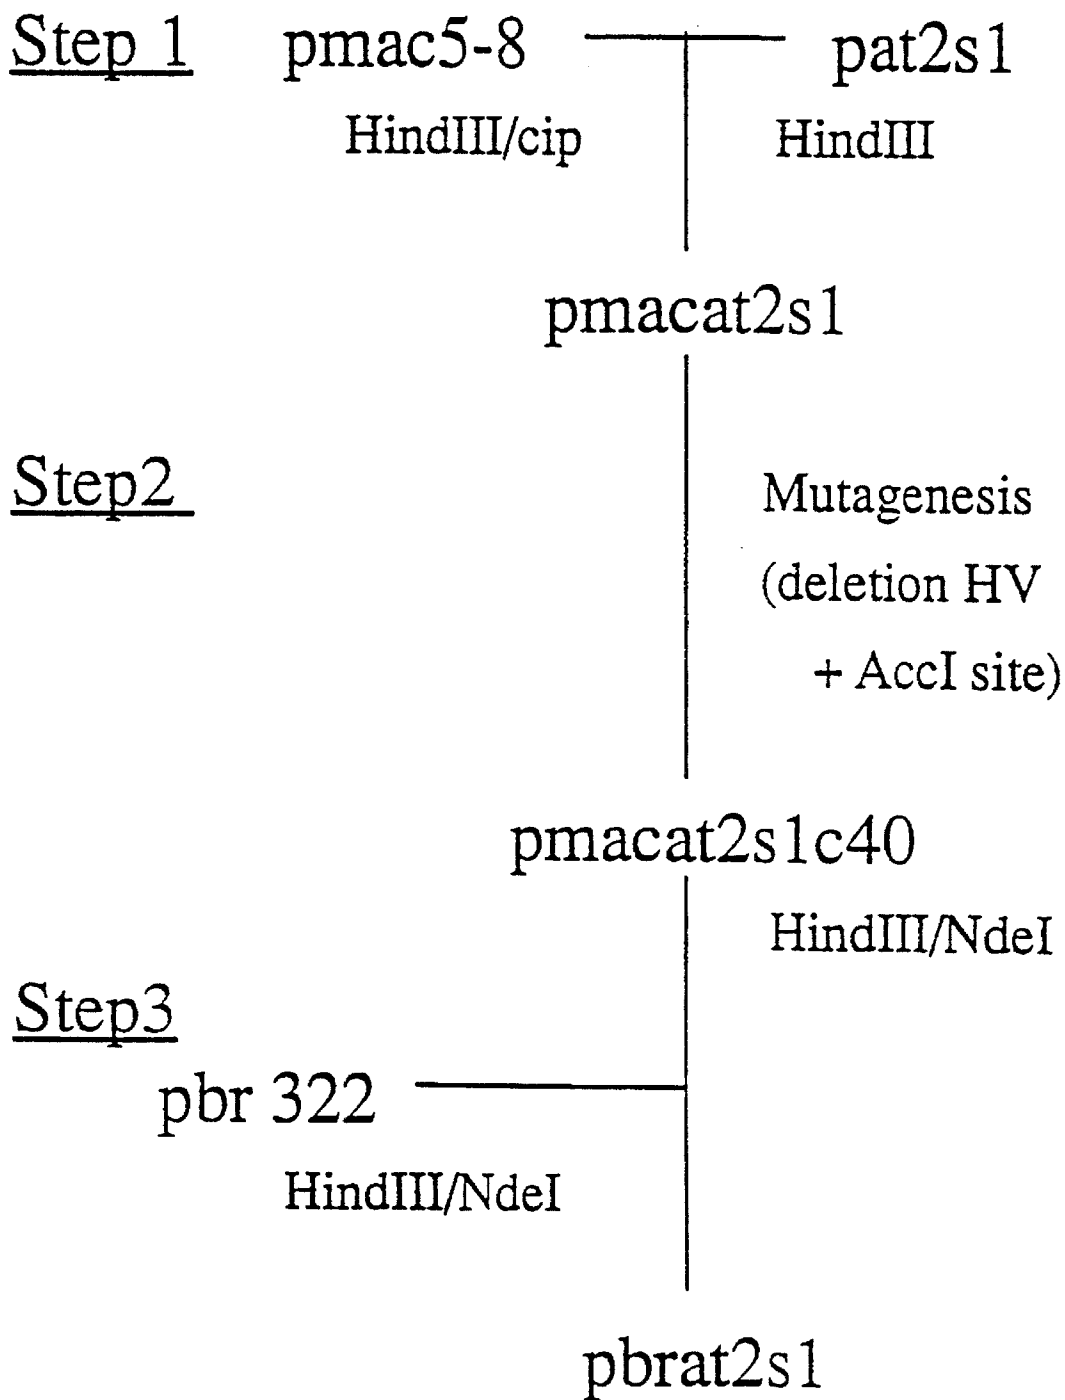 Step 1 pmac5-8 pat2s1
HindIII/cip HindIII
pmacat2s1
Step2
Mutagenesis
(deletion HV
+ AccI site)
pmacat2s1c40
HindIII/NdeI
Step3
pbr 322
HindIII/NdeI
pbrat2s1